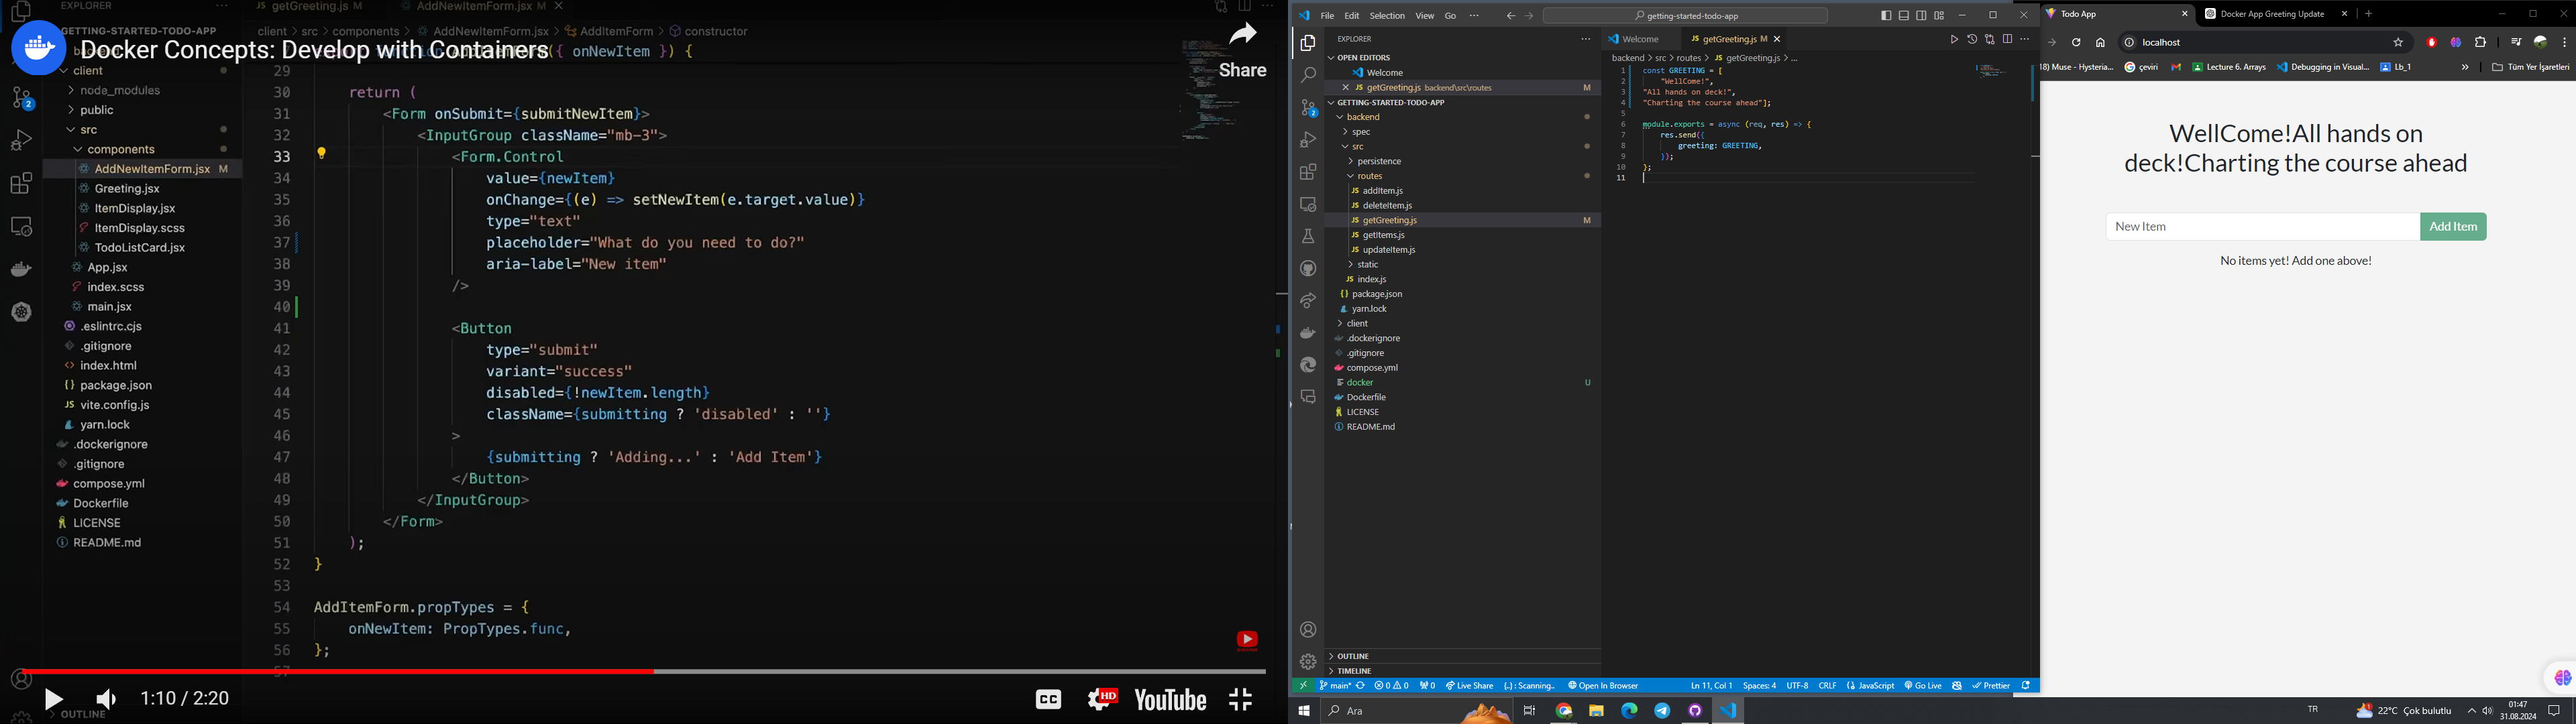 EXPLORER
GETTING-STARTED-TODO-APP
client
node_modules
public
src
components
AddNewItemForm.jsx M
Greeting.jsx
ItemDisplay.jsx
ItemDisplay.scss
TodoListCard.jsx
App.jsx
index.scss
main.jsx
.eslintrc.cjs
.gitignore
index.html
package.json
vite.config.js
yarn.lock
.dockerignore
.gitignore
compose.yml
Dockerfile
LICENSE
README.md
OUTLINE
2
Docker Concepts: Develop with Containers
Share
JS getGreeting.js M
AddNewItemForm.jsx M
client > src > components > AddNewItemForm.jsx > AddItemForm > constructor
({ onNewItem }) {
29
30 return (
31 <Form onSubmit={submitNewItem}>
32 <InputGroup className="mb-3">
33 <Form.Control
34 value={newItem}
35 onChange={(e) => setNewItem(e.target.value)}
36 type="text"
37 placeholder="What do you need to do?"
38 aria-label="New item"
39 />
40
41 <Button
42 type="submit"
43 variant="success"
44 disabled={!newItem.length}
45 className={submitting ? 'disabled' : ''}
46 >
47 {submitting ? 'Adding...' : 'Add Item'}
48 </Button>
49 </InputGroup>
50 </Form>
51 );
52 }
53
54 AddItemForm.propTypes = {
55 onNewItem: PropTypes.func,
56 };
57
1:10 / 2:20
CC
HD
YouTube
File Edit Selection View Go ···
getting-started-todo-app
EXPLORER
OPEN EDITORS
Welcome
JS getGreeting.js backend\src\routes M
GETTING-STARTED-TODO-APP
backend
spec
src
persistence
routes
JS addItem.js
JS deleteItem.js
JS getGreeting.js M
JS getItems.js
JS updateItem.js
static
JS index.js
package.json
yarn.lock
client
.dockerignore
.gitignore
compose.yml
docker U
Dockerfile
LICENSE
README.md
OUTLINE
TIMELINE
2
Welcome
JS getGreeting.js M
backend > src > routes > JS getGreeting.js > ...
1 const GREETING = [
2 "WellCome!",
3 "All hands on deck!",
4 "Charting the course ahead"];
5
6 module.exports = async (req, res) => {
7 res.send({
8 greeting: GREETING,
9 });
10 };
11
main* 0 0 0 Live Share {..} : Scanning.. Open In Browser Ln 11, Col 1 Spaces: 4 UTF-8 CRLF JavaScript Go Live Prettier
Todo App
Docker App Greeting Update
localhost
18) Muse - Hysteria...
çeviri
Lecture 6. Arrays
Debugging in Visual...
Lb_1
Tüm Yer İşaretleri
WellCome!All hands on
deck!Charting the course ahead
New Item
Add Item
No items yet! Add one above!
Ara
TR
22°C Çok bulutlu
01:47
31.08.2024